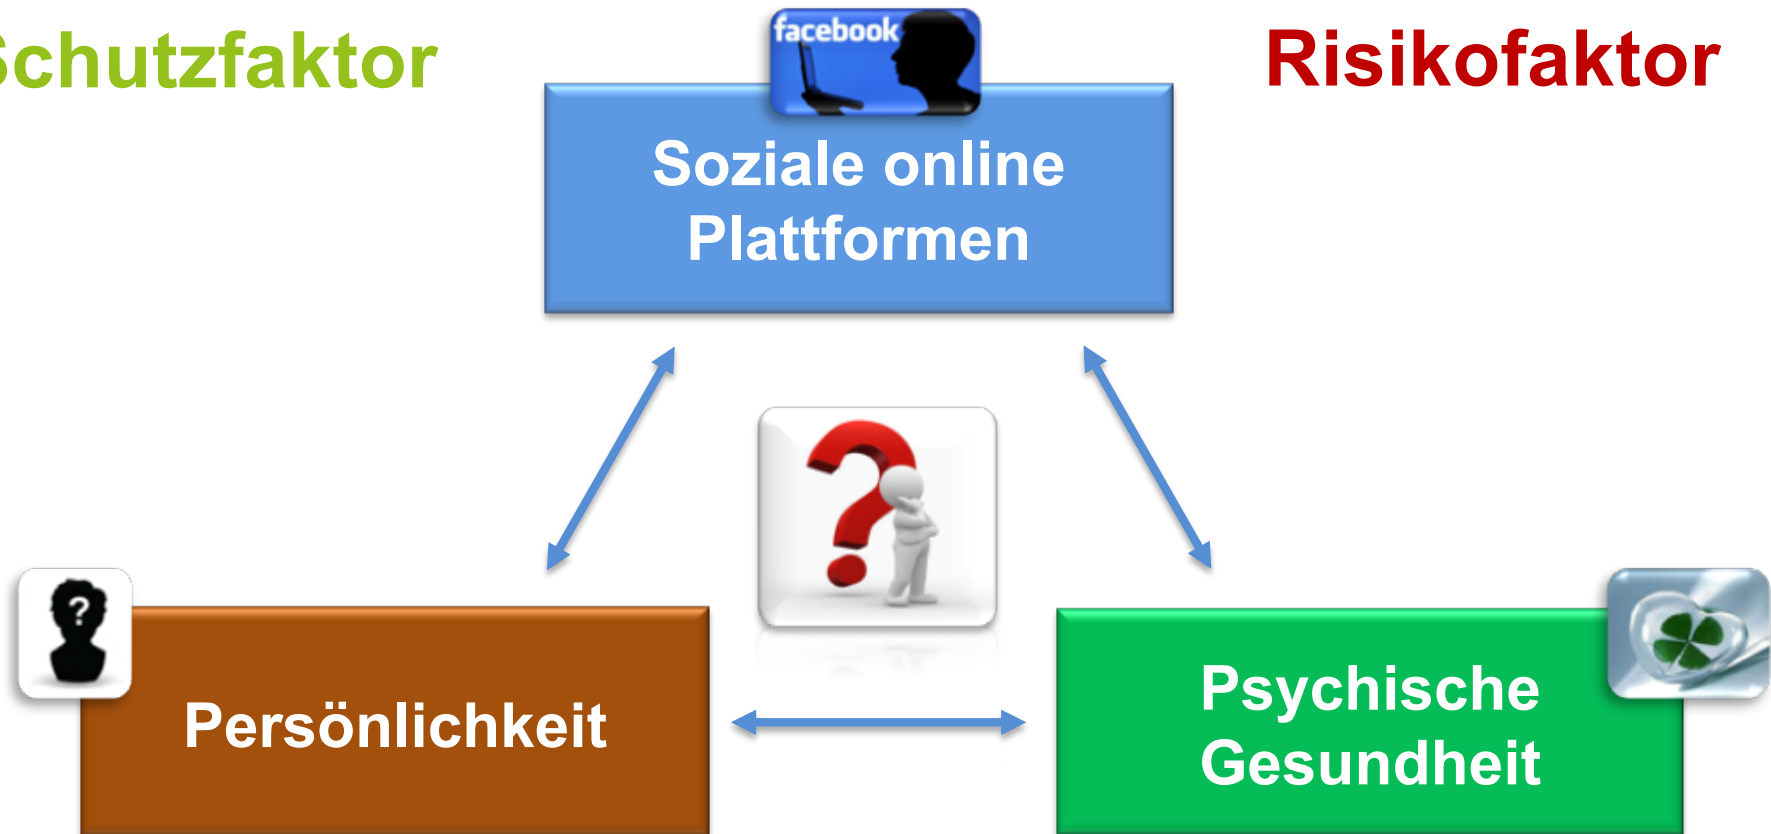 Schutzfaktor
facebook
Risikofaktor
Soziale online
Plattformen
?
Persönlichkeit
Psychische
Gesundheit